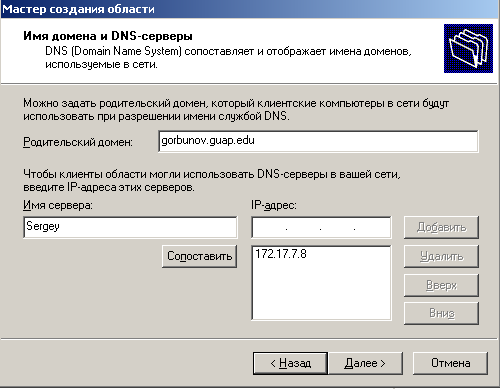 Мастер создания области
Имя домена и DNS-серверы
DNS (Domain Name System) сопоставляет и отображает имена доменов,
используемые в сети.
Можно задать родительский домен, который клиентские компьютеры в сети будут
использовать при разрешении имени службой DNS.
Родительский домен:
gorbunov.guap.edu
Чтобы клиенты области могли использовать DNS-серверы в вашей сети,
введите IP-адреса этих серверов.
Имя сервера:
IP-адрес:
Sergey
. . .
Добавить
Сопоставить
172.17.7.8
Удалить
Вверх
Вниз
< Назад
Далее >
Отмена